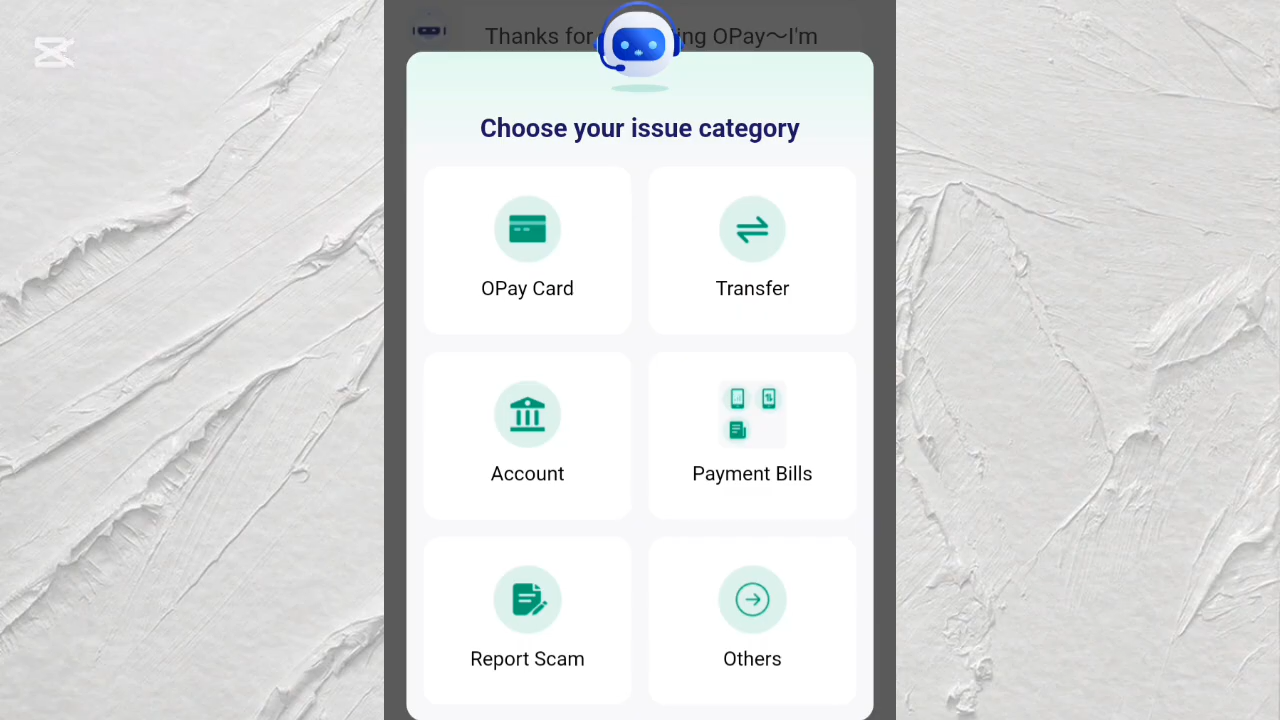 Thanks for ing OPay～I'm
Choose your issue category
OPay Card
Transfer
Account
Payment Bills
Report Scam
Others